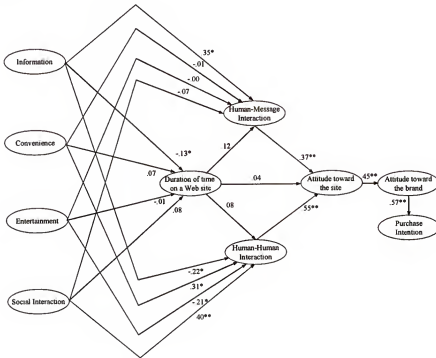 35*
-.01
-.00
-.07
Information
Human-Message
Interaction
-.13*
.12
.37**
Convenience
.07
Duration of time
on a Web site
.04
Attitude toward
the site
45**
Attitude toward
the brand
-.01
.08
08
.57**
Entertainment
55**
Purchase
Intention
Human-Human
Interaction
-.22*
.31*
-.21*
40**
Social Interaction